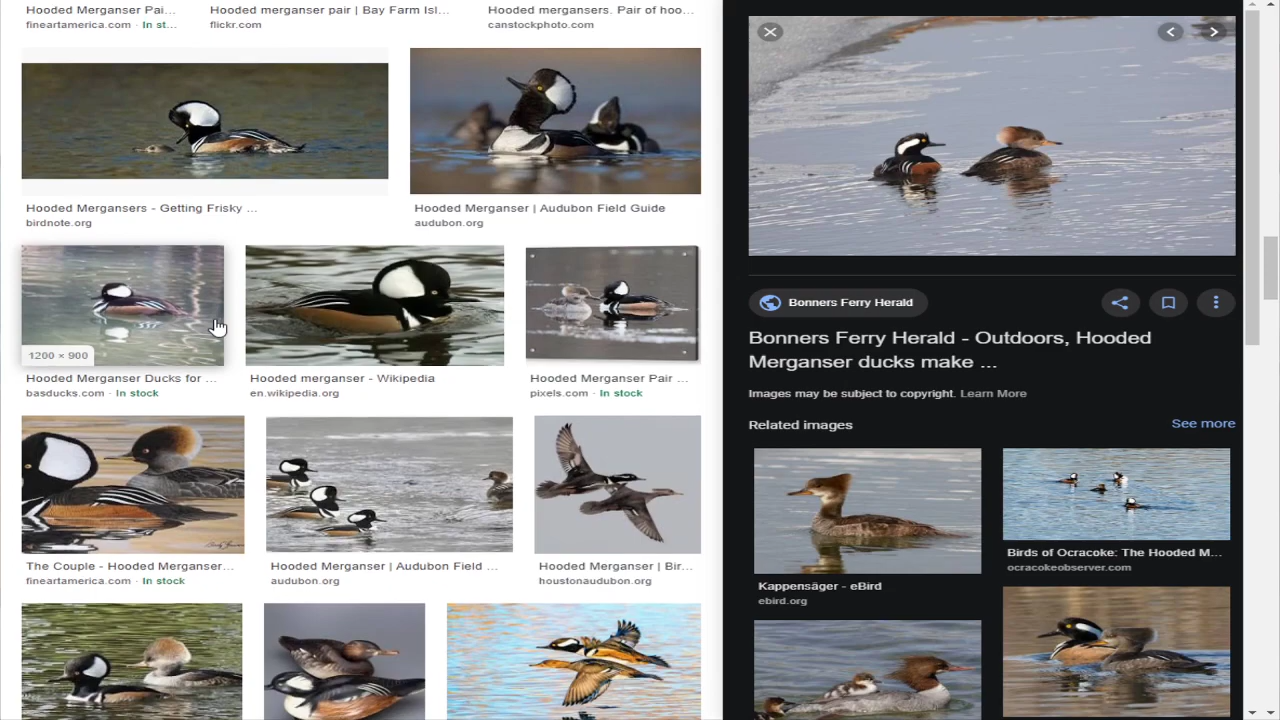 Hooded Merganser Pai...
fineartamerica.com · In st...
Hooded merganser pair | Bay Farm Isl...
flickr.com
Hooded mergansers. Pair of hoo...
canstockphoto.com
Hooded Mergansers - Getting Frisky ...
birdnote.org
Hooded Merganser | Audubon Field Guide
audubon.org
1200 × 900
Hooded Merganser Ducks for ...
basducks.com · In stock
Hooded merganser - Wikipedia
en.wikipedia.org
Hooded Merganser Pair ...
pixels.com · In stock
The Couple - Hooded Merganser...
fineartamerica.com · In stock
Hooded Merganser | Audubon Field ...
audubon.org
Hooded Merganser | Bir...
houstonaudubon.org
Bonners Ferry Herald
Bonners Ferry Herald - Outdoors, Hooded
Merganser ducks make ...
Images may be subject to copyright. Learn More
Related images
See more
Kappensäger - eBird
ebird.org
Birds of Ocracoke: The Hooded M...
ocracokeobserver.com